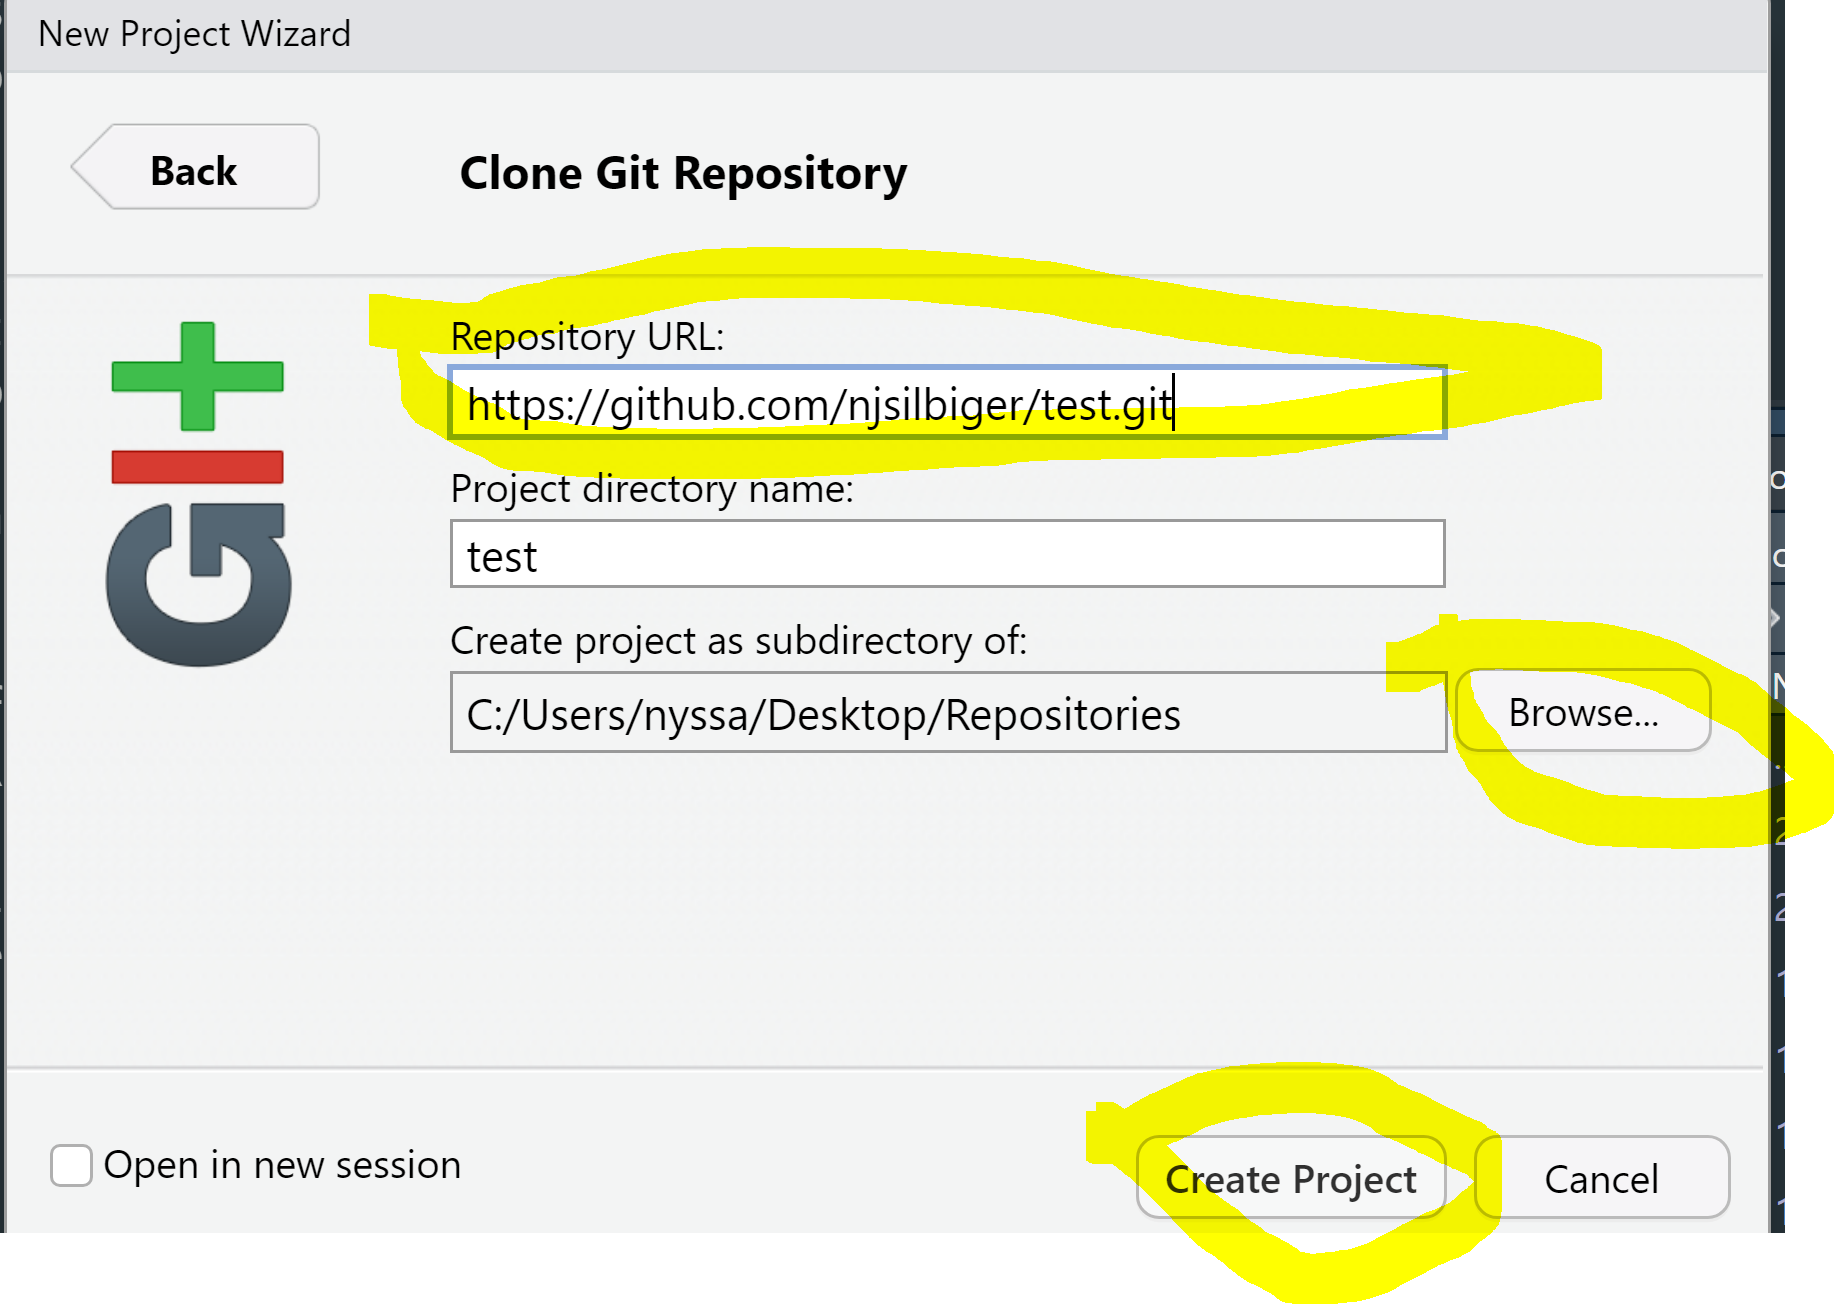 New Project Wizard
Back
Clone Git Repository
GIT
Repository URL:
https://github.com/njsilbiger/test.git
Project directory name:
test
Create project as subdirectory of:
C:/Users/nyssa/Desktop/Repositories
Browse...
Open in new session
Create Project
Cancel